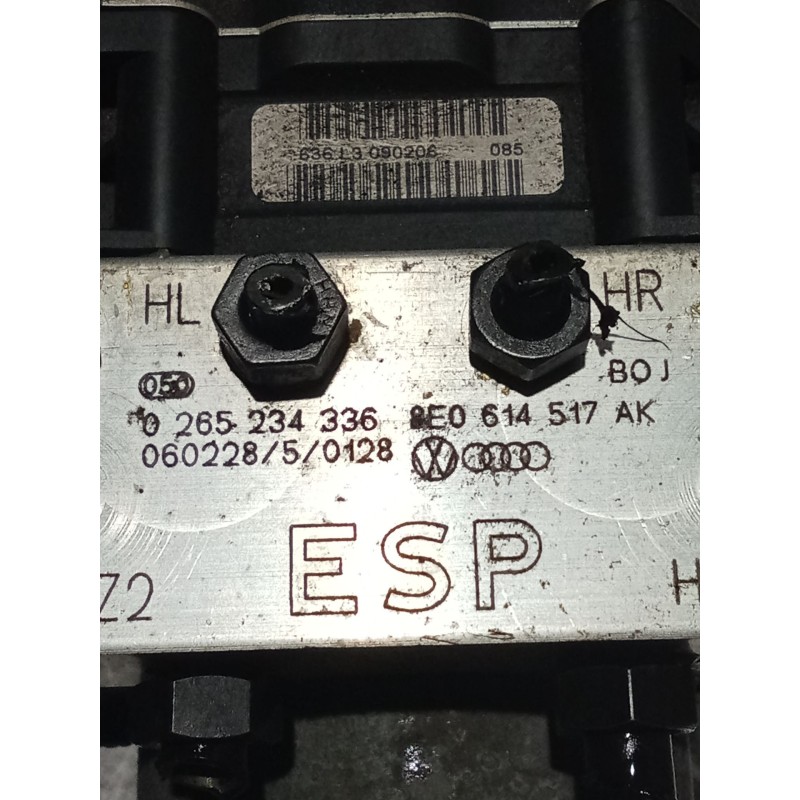 636 L3 090206 085
HL
HR
050
BOJ
0 265 234 336 8E0 614 517 AK
060228/5/0128
ESP
Z2
H